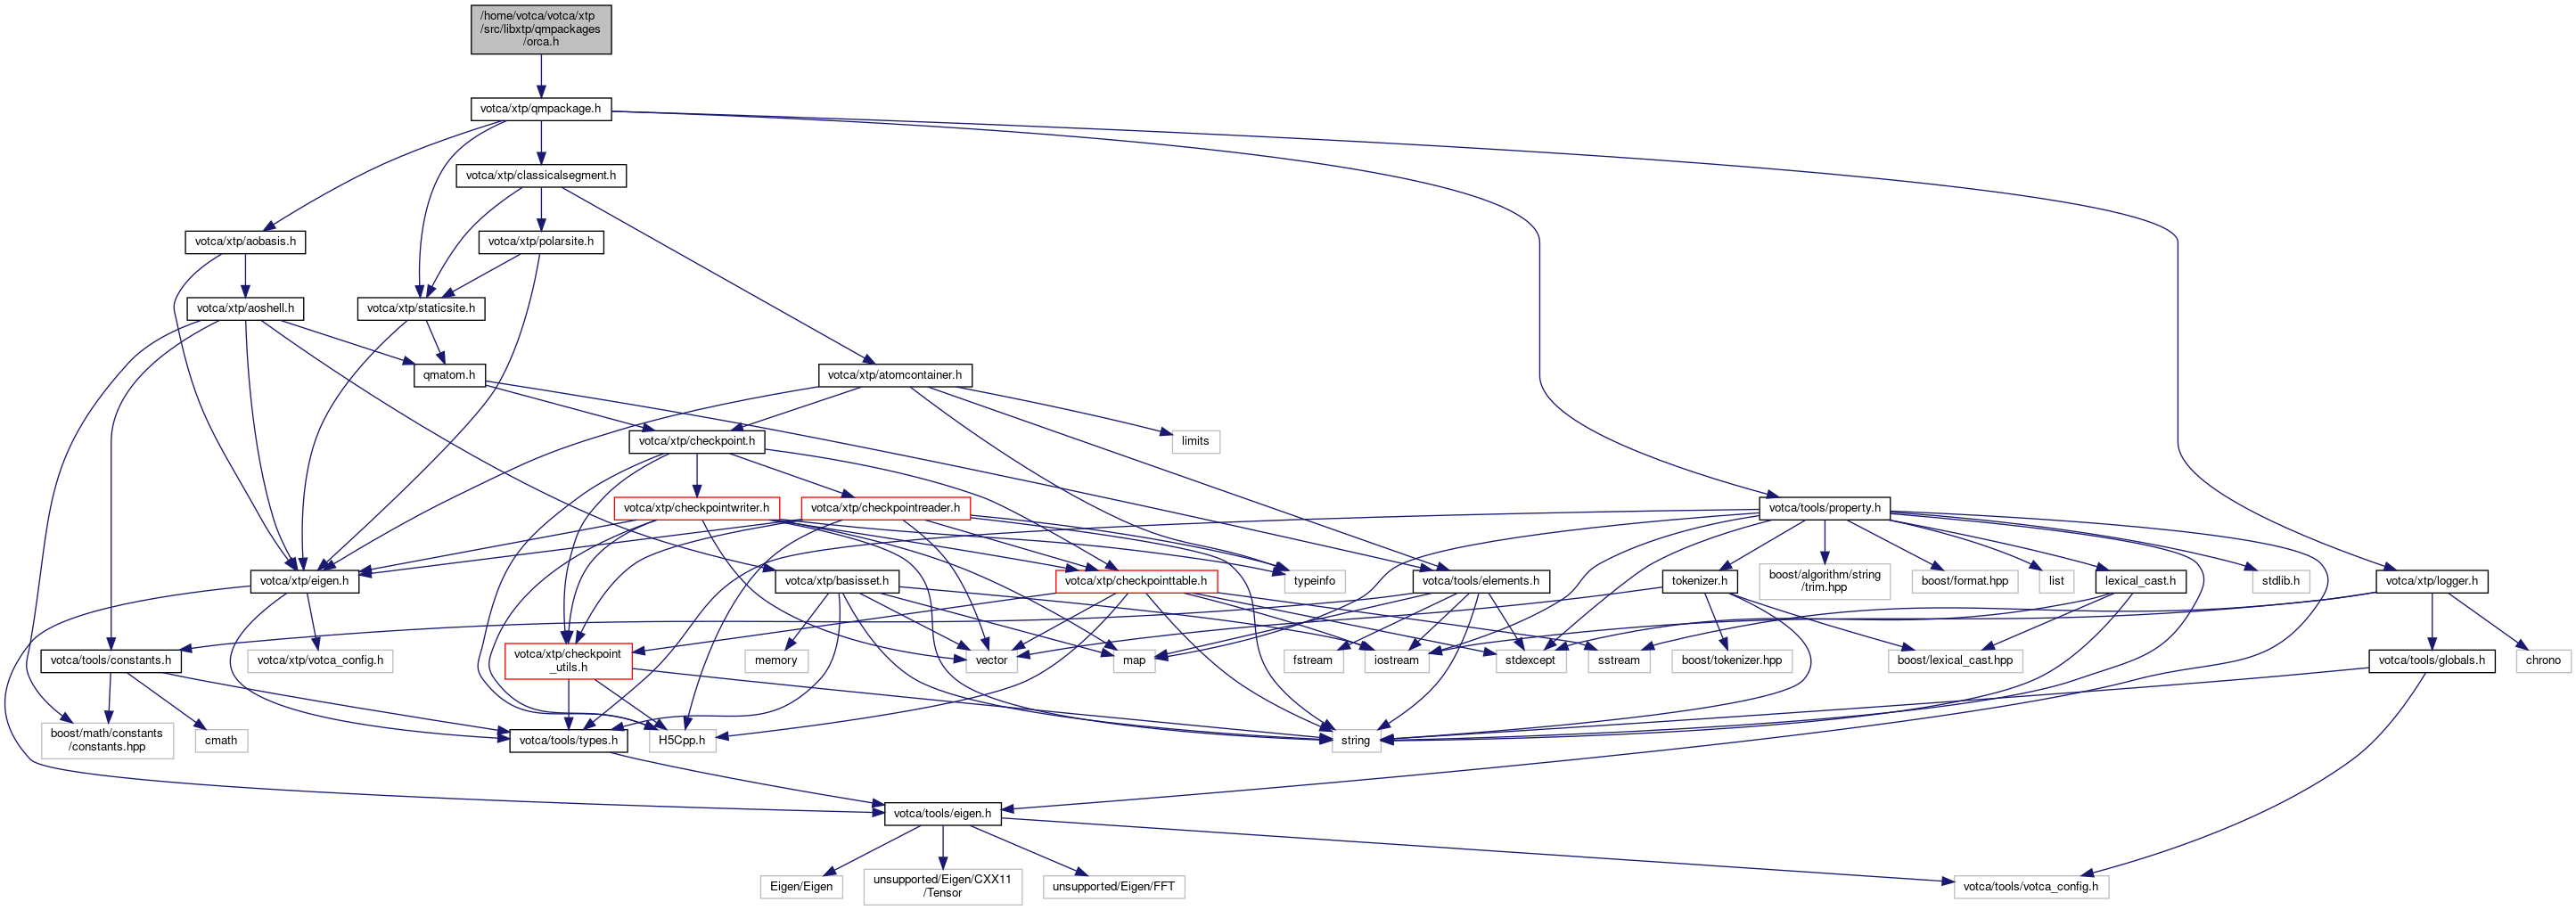 /home/votca/votca/xtp
/src/libxtp/qmpackages
/orca.h
votca/xtp/qmpackage.h
votca/xtp/classicalsegment.h
votca/xtp/aobasis.h
votca/xtp/polarsite.h
votca/xtp/aoshell.h
votca/xtp/staticsite.h
qmatom.h
votca/xtp/atomcontainer.h
votca/xtp/checkpoint.h
limits
votca/xtp/checkpointwriter.h
votca/xtp/checkpointreader.h
votca/tools/property.h
votca/xtp/eigen.h
votca/xtp/basisset.h
votca/xtp/checkpointtable.h
typeinfo
votca/tools/elements.h
tokenizer.h
boost/algorithm/string
/trim.hpp
boost/format.hpp
list
lexical_cast.h
stdlib.h
votca/xtp/logger.h
votca/tools/constants.h
votca/xtp/votca_config.h
votca/xtp/checkpoint
_utils.h
memory
vector
map
fstream
iostream
stdexcept
sstream
boost/tokenizer.hpp
boost/lexical_cast.hpp
votca/tools/globals.h
chrono
boost/math/constants
/constants.hpp
cmath
votca/tools/types.h
H5Cpp.h
string
votca/tools/eigen.h
Eigen/Eigen
unsupported/Eigen/CXX11
/Tensor
unsupported/Eigen/FFT
votca/tools/votca_config.h